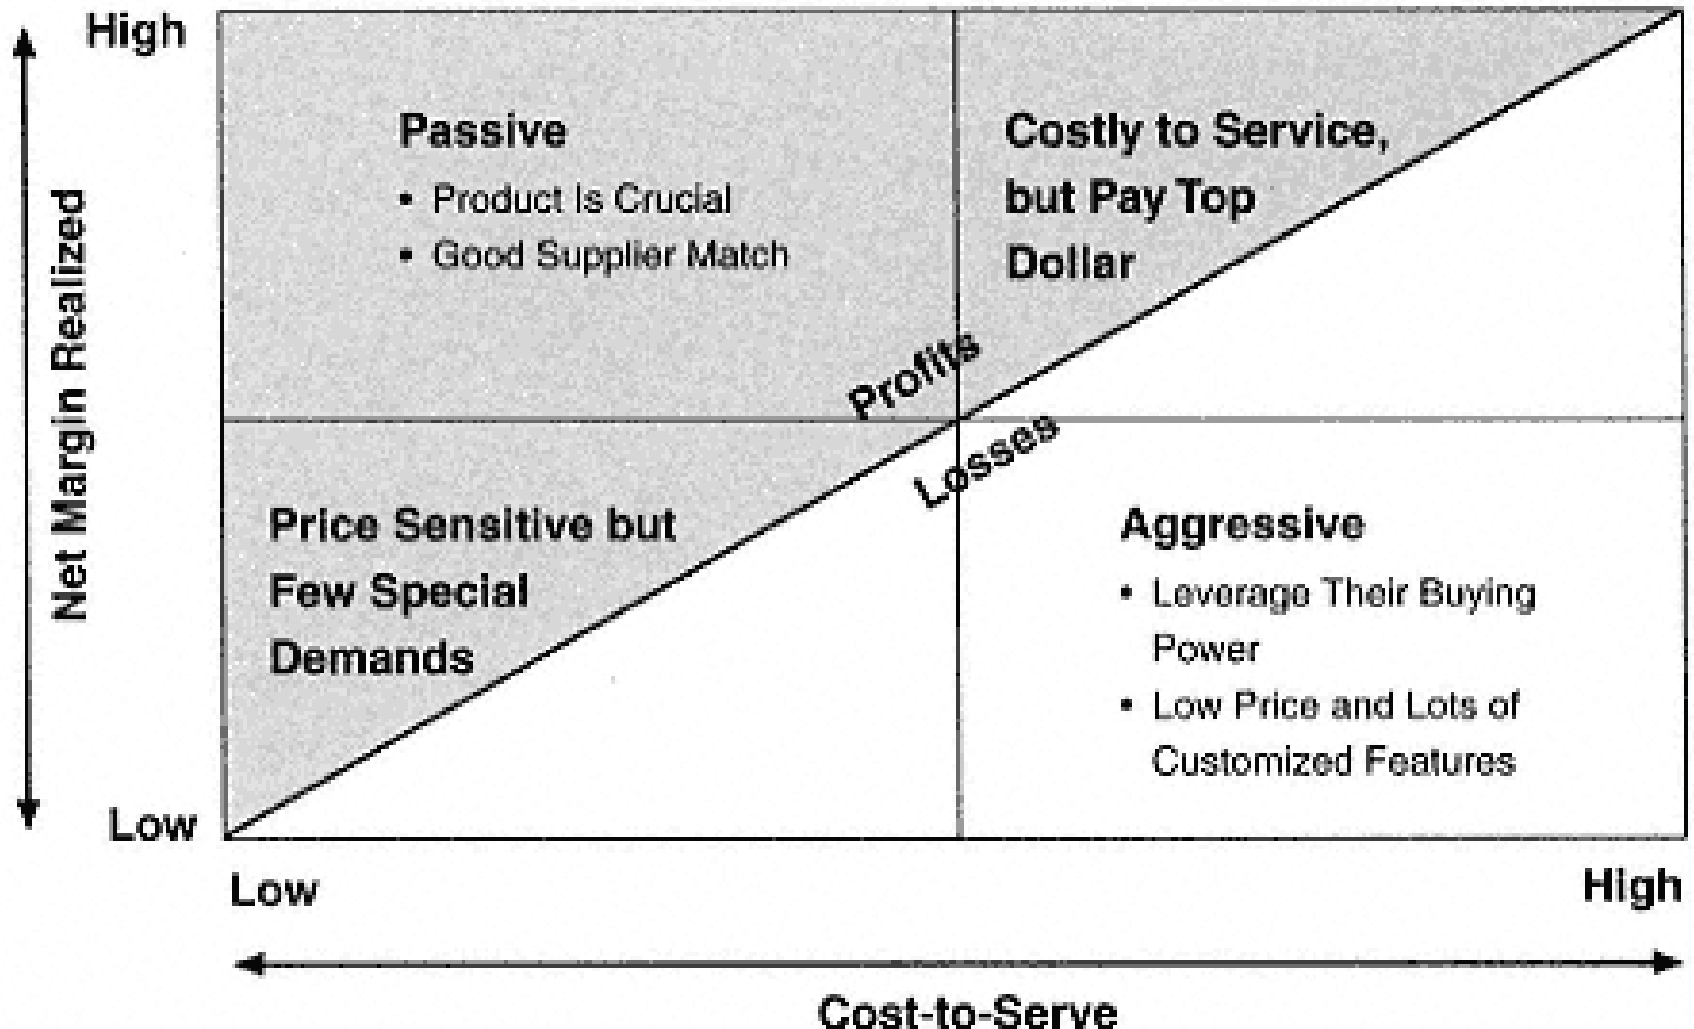 High
Passive
• Product Is Crucial
• Good Supplier Match
Costly to Service,
but Pay Top
Dollar
Net Margin Realized
Profits
Losses
Price Sensitive but
Few Special
Demands
Aggressive
• Leverage Their Buying
Power
• Low Price and Lots of
Customized Features
Low
Low
High
Cost-to-Serve